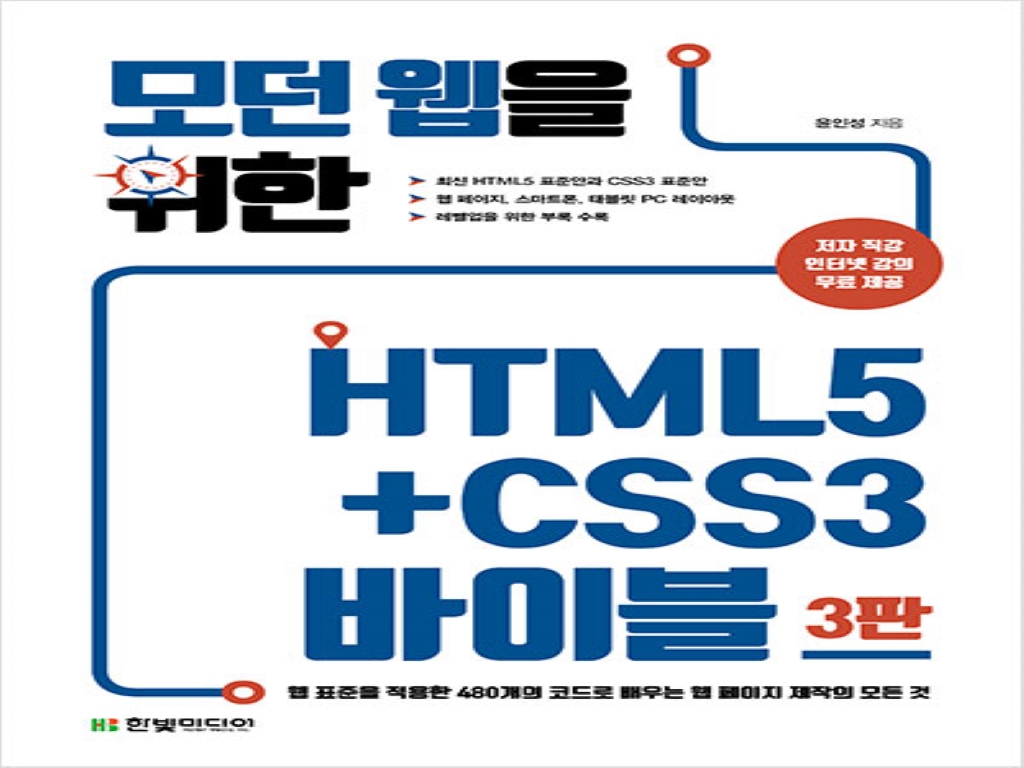 모던 웹을
위한
윤인성 지음
최신 HTML5 표준안과 CSS3 표준안
웹 페이지, 스마트폰, 태블릿 PC 레이아웃
레벨업을 위한 부록 수록
저자 직강
인터넷 강의
무료 제공
HTML5
+CSS3
바이블 3판
웹 표준을 적용한 480개의 코드로 배우는 웹 페이지 제작의 모든 것
HB 한빛미디어